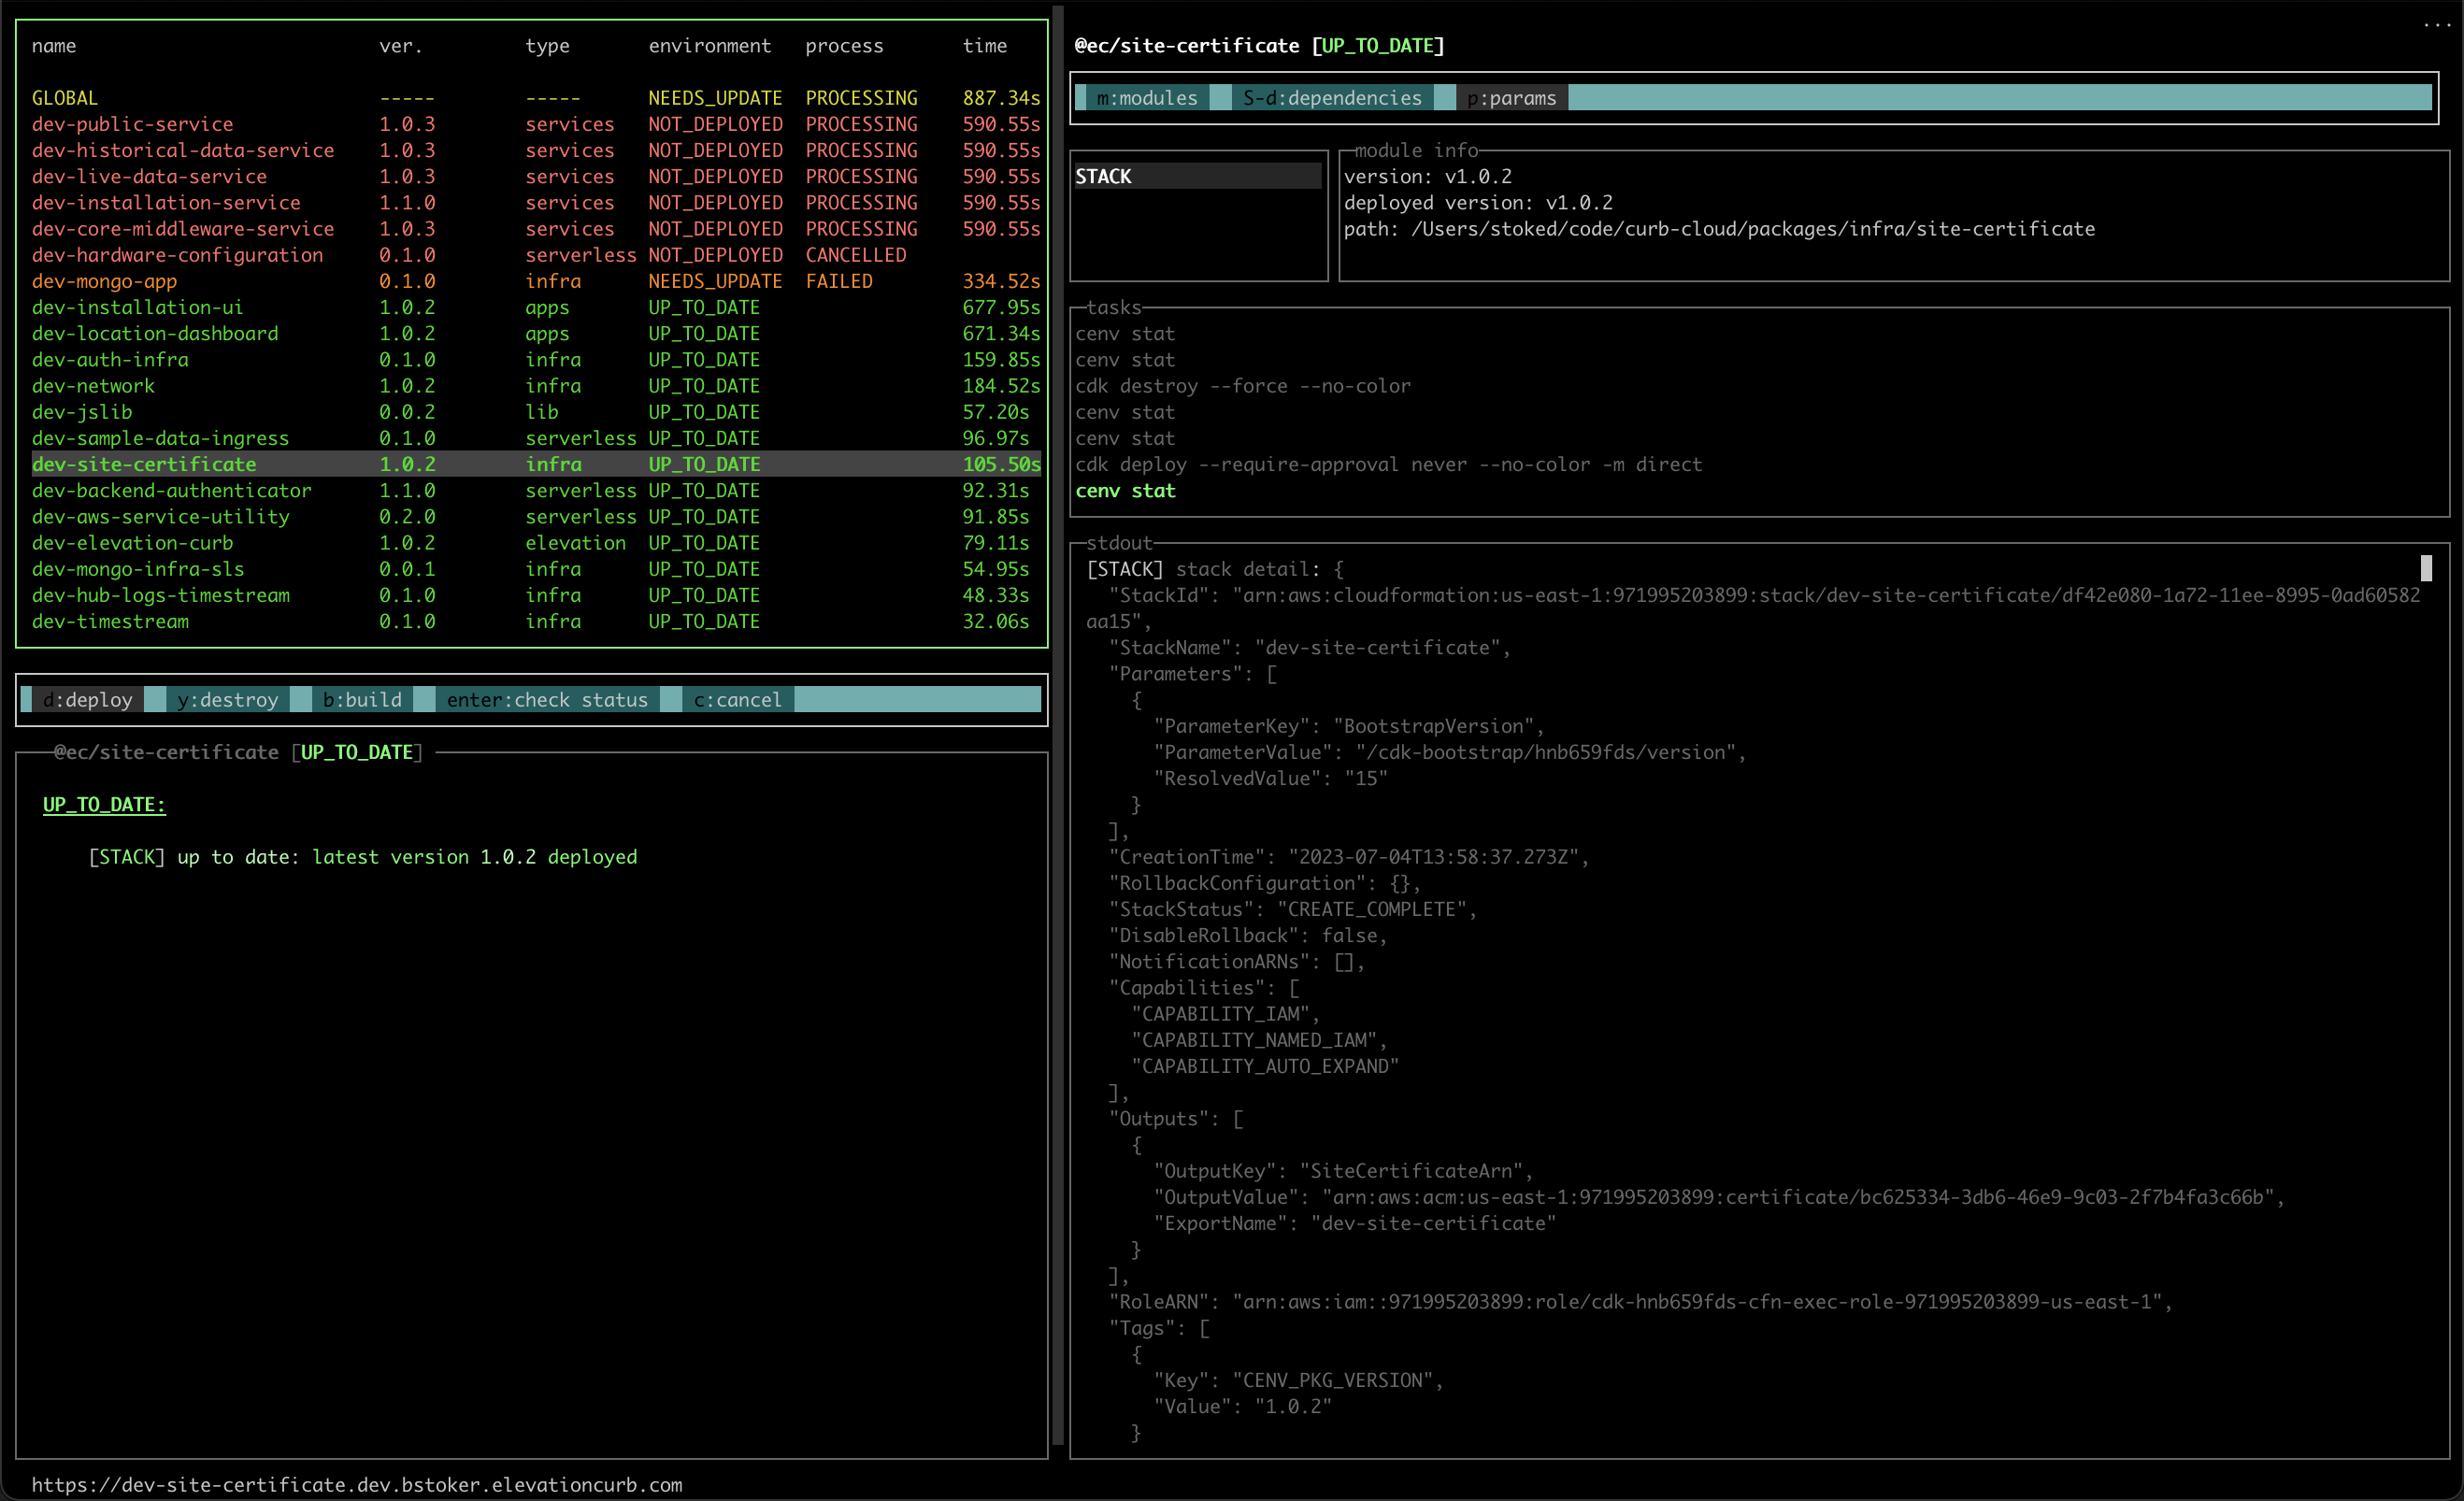 name ver. type environment process time
GLOBAL ----- ----- NEEDS_UPDATE PROCESSING 887.34s
dev-public-service 1.0.3 services NOT_DEPLOYED PROCESSING 590.55s
dev-historical-data-service 1.0.3 services NOT_DEPLOYED PROCESSING 590.55s
dev-live-data-service 1.0.3 services NOT_DEPLOYED PROCESSING 590.55s
dev-installation-service 1.1.0 services NOT_DEPLOYED PROCESSING 590.55s
dev-core-middleware-service 1.0.3 services NOT_DEPLOYED PROCESSING 590.55s
dev-hardware-configuration 0.1.0 serverless NOT_DEPLOYED CANCELLED
dev-mongo-app 0.1.0 infra NEEDS_UPDATE FAILED 334.52s
dev-installation-ui 1.0.2 apps UP_TO_DATE 677.95s
dev-location-dashboard 1.0.2 apps UP_TO_DATE 671.34s
dev-auth-infra 0.1.0 infra UP_TO_DATE 159.85s
dev-network 1.0.2 infra UP_TO_DATE 184.52s
dev-jslib 0.0.2 lib UP_TO_DATE 57.20s
dev-sample-data-ingress 0.1.0 serverless UP_TO_DATE 96.97s
dev-site-certificate 1.0.2 infra UP_TO_DATE 105.50s
dev-backend-authenticator 1.1.0 serverless UP_TO_DATE 92.31s
dev-aws-service-utility 0.2.0 serverless UP_TO_DATE 91.85s
dev-elevation-curb 1.0.2 elevation UP_TO_DATE 79.11s
dev-mongo-infra-sls 0.0.1 infra UP_TO_DATE 54.95s
dev-hub-logs-timestream 0.1.0 infra UP_TO_DATE 48.33s
dev-timestream 0.1.0 infra UP_TO_DATE 32.06s
d:deploy y:destroy b:build enter:check status c:cancel
@ec/site-certificate [UP_TO_DATE]
UP_TO_DATE:
[STACK] up to date: latest version 1.0.2 deployed
https://dev-site-certificate.dev.bstoker.elevationcurb.com
...
@ec/site-certificate [UP_TO_DATE]
m:modules S-d:dependencies p:params
STACK
module info
version: v1.0.2
deployed version: v1.0.2
path: /Users/stoked/code/curb-cloud/packages/infra/site-certificate
tasks
cenv stat
cenv stat
cdk destroy --force --no-color
cenv stat
cenv stat
cdk deploy --require-approval never --no-color -m direct
cenv stat
stdout
[STACK] stack detail: {
"StackId": "arn:aws:cloudformation:us-east-1:971995203899:stack/dev-site-certificate/df42e080-1a72-11ee-8995-0ad60582
aa15",
"StackName": "dev-site-certificate",
"Parameters": [
{
"ParameterKey": "BootstrapVersion",
"ParameterValue": "/cdk-bootstrap/hnb659fds/version",
"ResolvedValue": "15"
}
],
"CreationTime": "2023-07-04T13:58:37.273Z",
"RollbackConfiguration": {},
"StackStatus": "CREATE_COMPLETE",
"DisableRollback": false,
"NotificationARNs": [],
"Capabilities": [
"CAPABILITY_IAM",
"CAPABILITY_NAMED_IAM",
"CAPABILITY_AUTO_EXPAND"
],
"Outputs": [
{
"OutputKey": "SiteCertificateArn",
"OutputValue": "arn:aws:acm:us-east-1:971995203899:certificate/bc625334-3db6-46e9-9c03-2f7b4fa3c66b",
"ExportName": "dev-site-certificate"
}
],
"RoleARN": "arn:aws:iam::971995203899:role/cdk-hnb659fds-cfn-exec-role-971995203899-us-east-1",
"Tags": [
{
"Key": "CENV_PKG_VERSION",
"Value": "1.0.2"
}